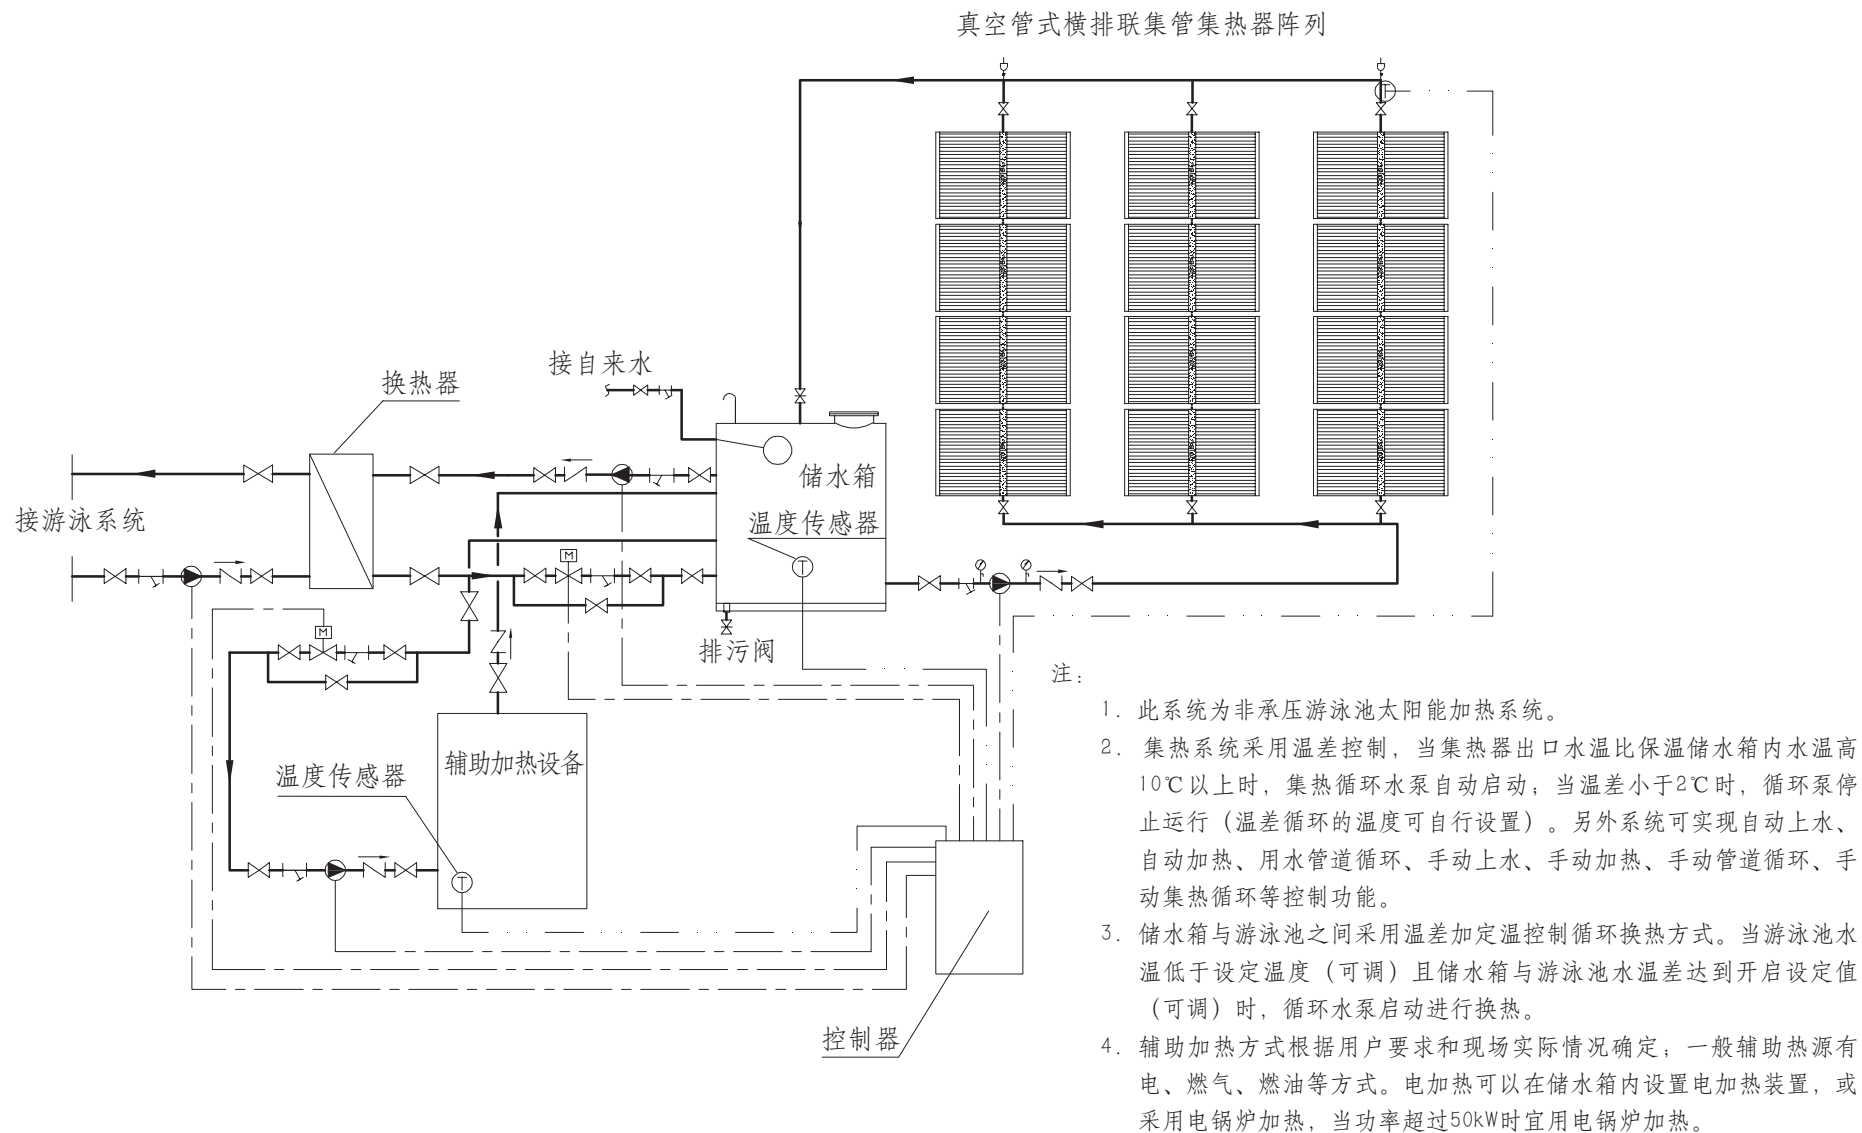 真空管式横排联集管集热器阵列
T
接自来水
换热器
储水箱
接游泳系统
温度传感器
M
T
M
排污阀
注：
1. 此系统为非承压游泳池太阳能加热系统。
2. 集热系统采用温差控制，当集热器出口水温比保温储水箱内水温高
10℃以上时，集热循环水泵自动启动；当温差小于2℃时，循环泵停
止运行（温差循环的温度可自行设置）。另外系统可实现自动上水、
自动加热、用水管道循环、手动上水、手动加热、手动管道循环、手
动集热循环等控制功能。
3. 储水箱与游泳池之间采用温差加定温控制循环换热方式。当游泳池水
温低于设定温度（可调）且储水箱与游泳池水温差达到开启设定值
（可调）时，循环水泵启动进行换热。
4. 辅助加热方式根据用户要求和现场实际情况确定；一般辅助热源有
电、燃气、燃油等方式。电加热可以在储水箱内设置电加热装置，或
采用电锅炉加热，当功率超过50kW时宜用电锅炉加热。
辅助加热设备
温度传感器
T
控制器